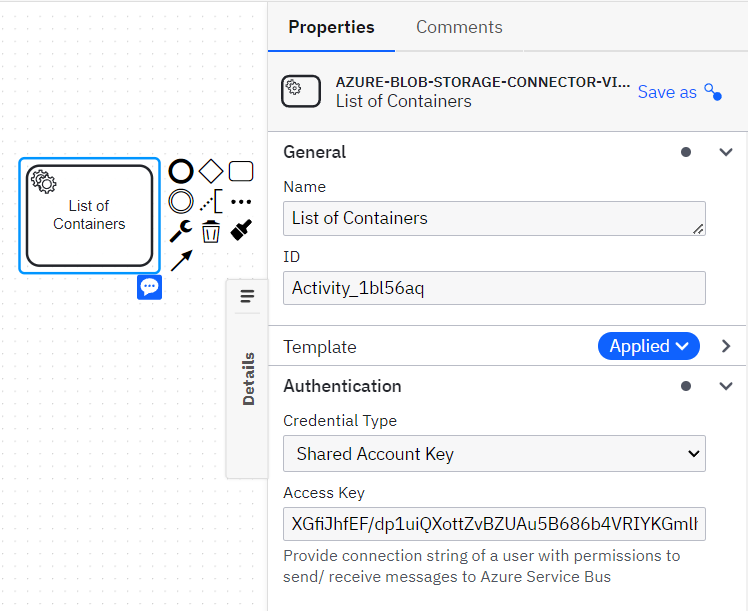 Properties
Comments
AZURE-BLOB-STORAGE-CONNECTOR-VI...
List of Containers
Save as
General
Name
List of Containers
ID
Activity_1bl56aq
Template
Applied
Authentication
Credential Type
Shared Account Key
Access Key
XGfiJhfEF/dp1uiQXottZvBZUAu5B686b4VRIYKGmlI
Provide connection string of a user with permissions to
send/ receive messages to Azure Service Bus
List of
Containers
Details